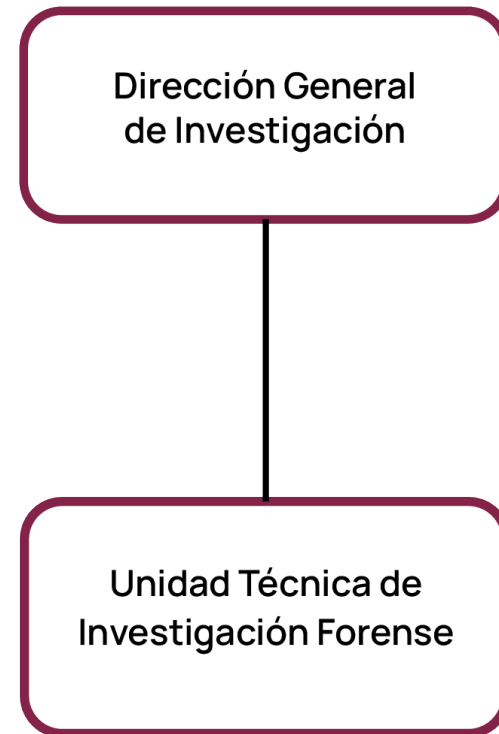 Dirección General
de Investigación
Unidad Técnica de
Investigación Forense